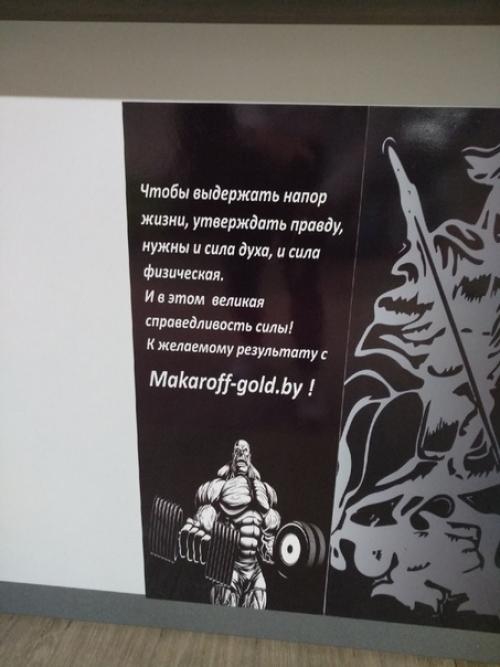 Чтобы выдержать напор
жизни, утверждать правду,
нужны и сила духа, и сила
физическая.
И в этом великая
справедливость силы!
К желаемому результату с
Makaroff-gold.by !